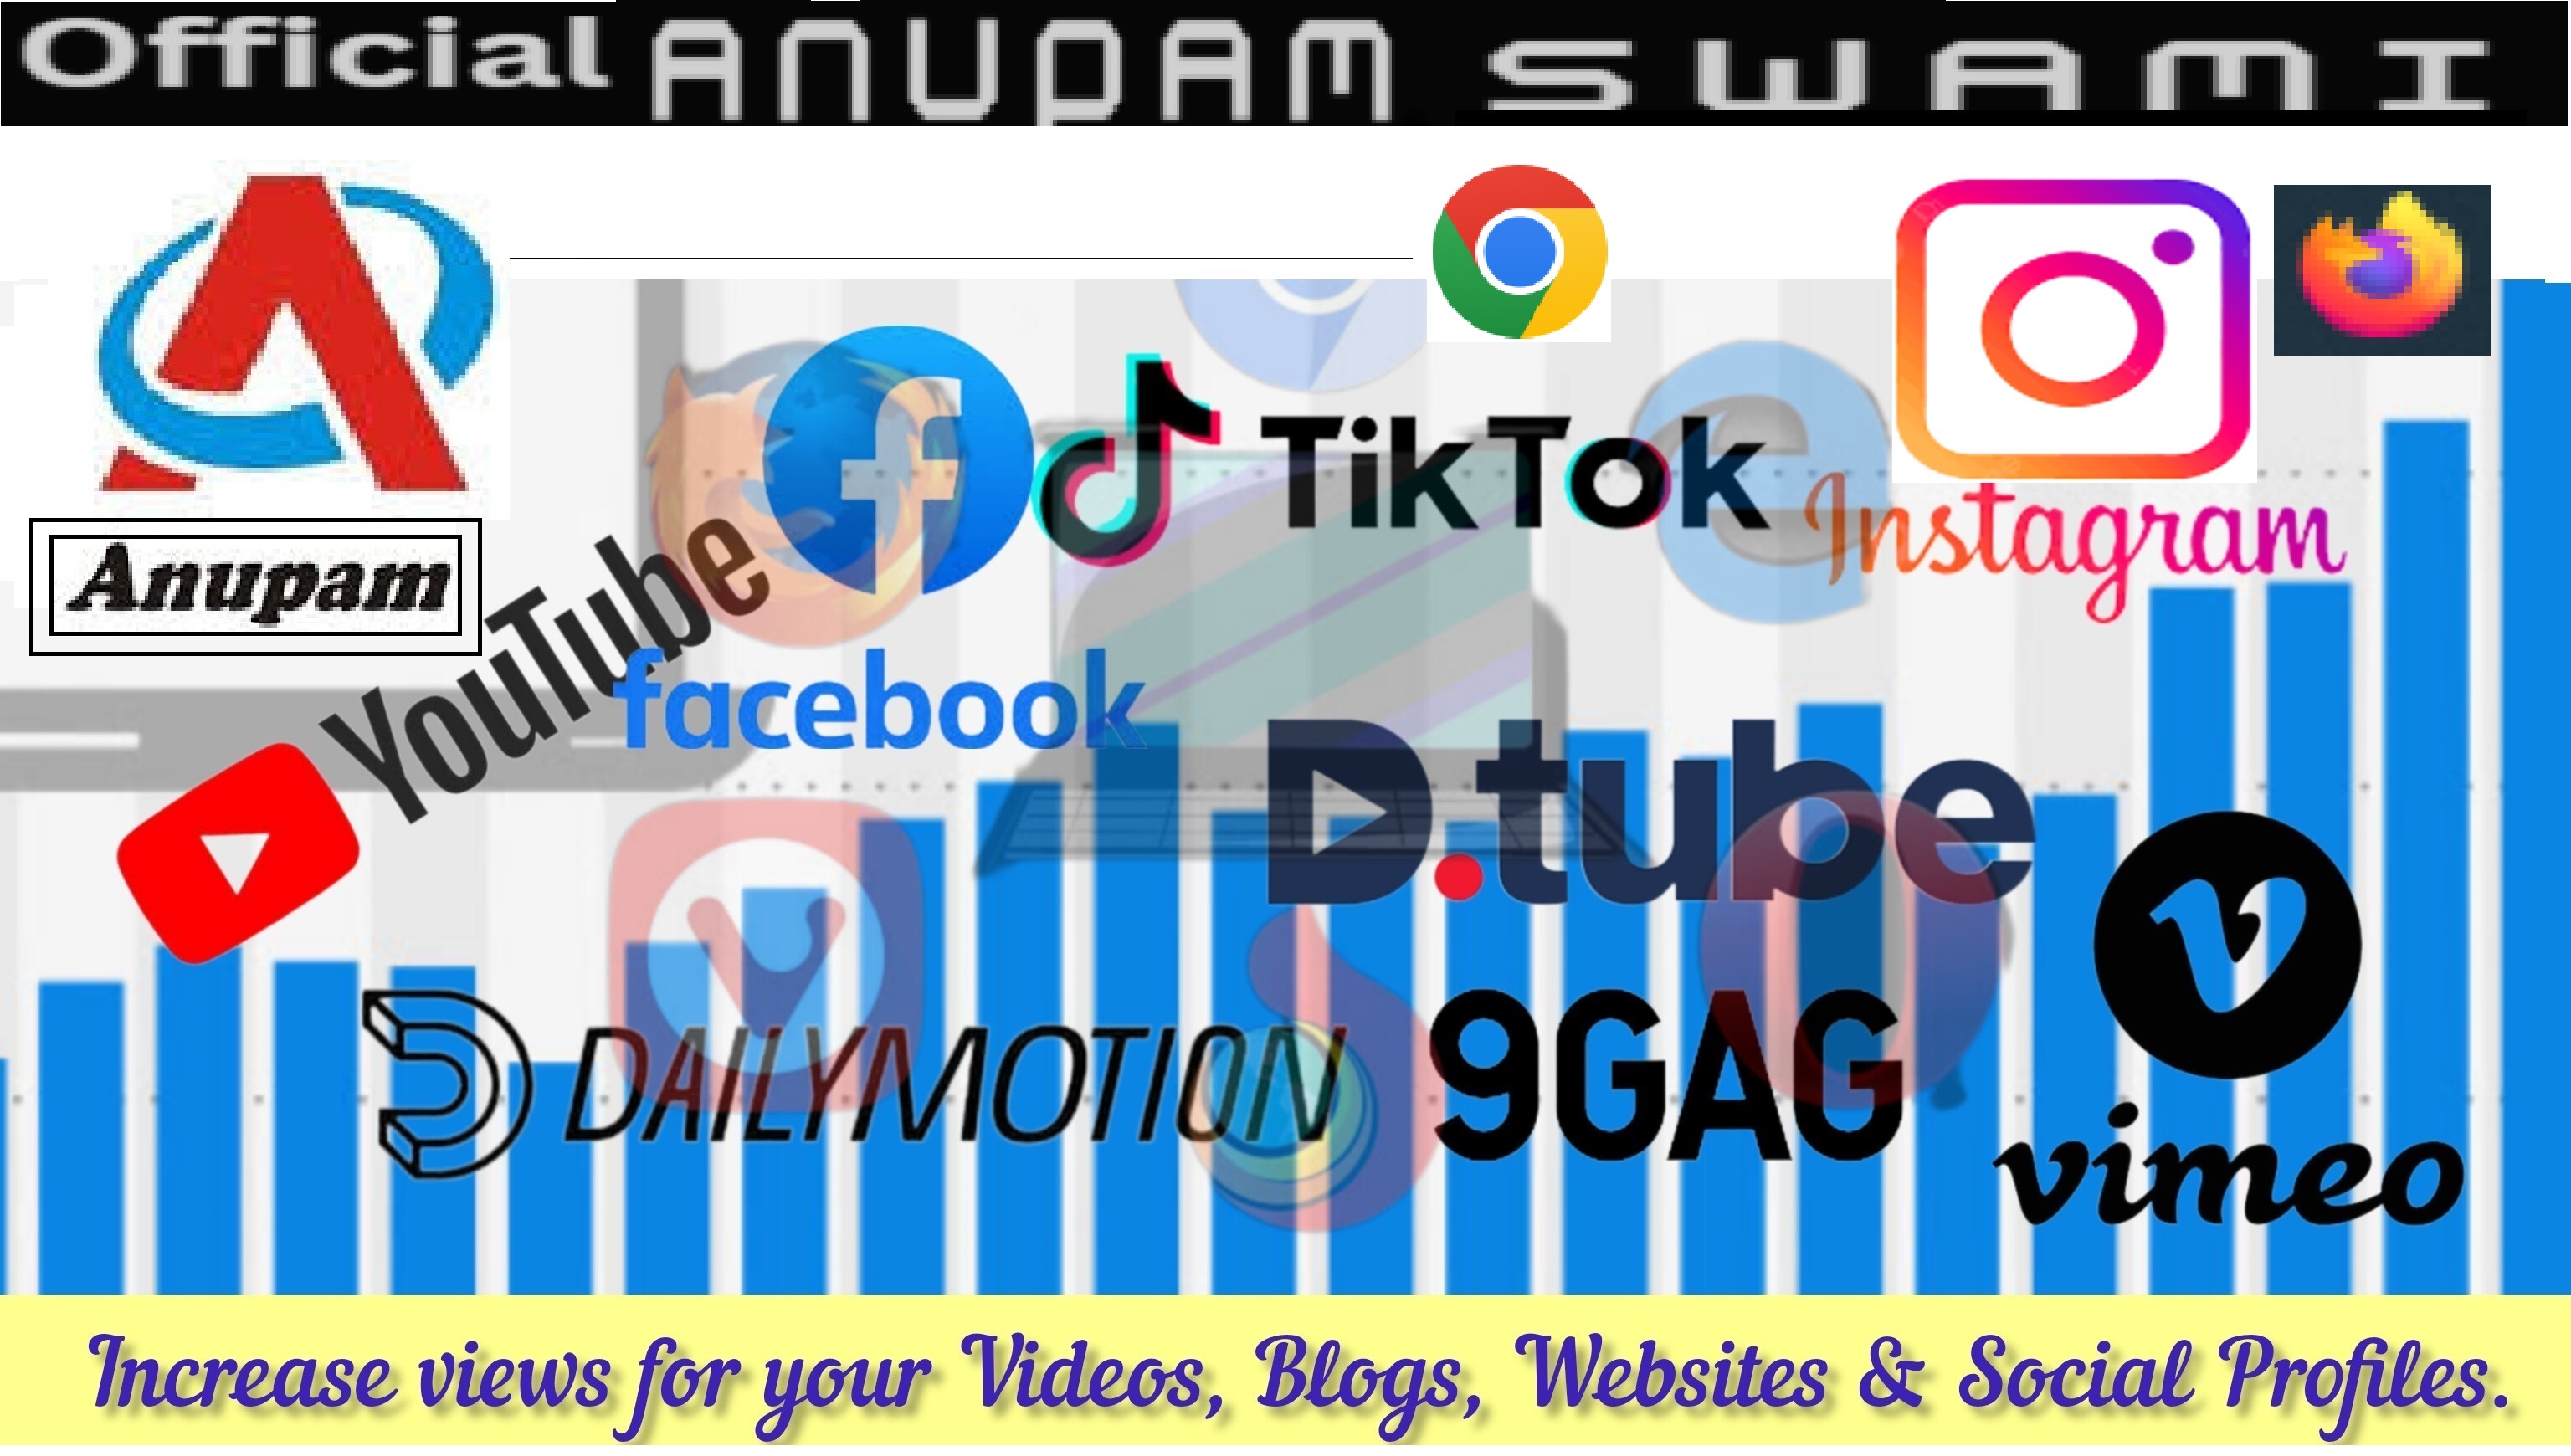 Official ANUPAM SWAMI
TikTok
Instagram
Anupam
YouTube
facebook
D.tube
DAILYMOTION
9GAG
vimeo
Increase views for your Videos, Blogs, Websites & Social Profiles.